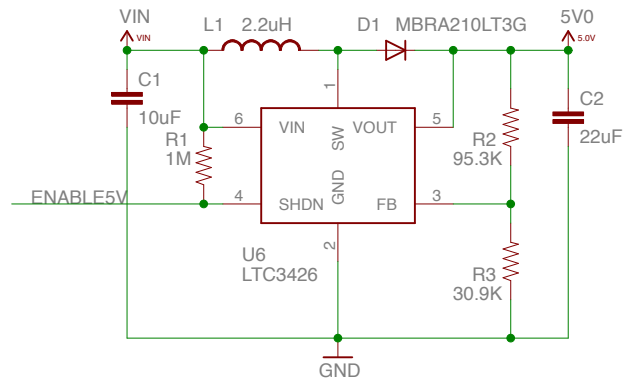 VIN
VIN
L1 2.2uH
D1 MBRA210LT3G
5V0
5.0V
C1
10uF
R1
1M
6 VIN
1 SW
VOUT 5
R2
95.3K
C2
22uF
ENABLE5V
4 SHDN
GND 2
FB 3
U6
LTC3426
R3
30.9K
GND